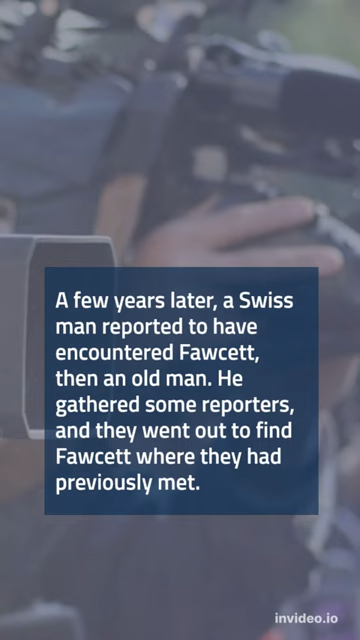 A few years later, a Swiss
man reported to have
encountered Fawcett,
then an old man. He
gathered some reporters,
and they went out to find
Fawcett where they had
previously met.
invideo.io